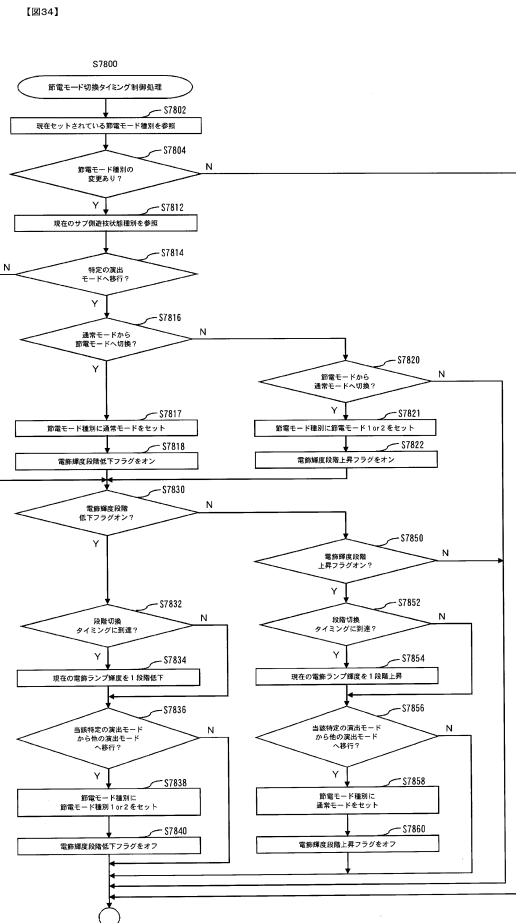 【図34】
S7800
節電モード切換タイミング制御処理
S7802
現在セットされている節電モード種別を参照
S7804
節電モード種別の
変更あり？
N
Y
S7812
現在のサブ側遊技状態種別を参照
S7814
特定の演出
モードへ移行？
N
Y
S7816
通常モードから
節電モードへ切換？
N
Y
S7820
節電モードから
通常モードへ切換？
N
Y
S7817
節電モード種別に通常モードをセット
S7821
節電モード種別に節電モード1or2をセット
S7818
電飾輝度段階低下フラグをオン
S7822
電飾輝度段階上昇フラグをオン
S7830
電飾輝度段階
低下フラグオン？
N
Y
S7850
電飾輝度段階
上昇フラグオン？
N
Y
S7832
段階切換
タイミングに到達？
N
Y
S7852
段階切換
タイミングに到達？
N
Y
S7834
現在の電飾ランプ輝度を1段階低下
S7854
現在の電飾ランプ輝度を1段階上昇
S7836
当該特定の演出モード
から他の演出モード
へ移行？
N
Y
S7856
当該特定の演出モード
から他の演出モード
へ移行？
N
Y
S7838
節電モード種別に
節電モード種別1or2をセット
S7858
節電モード種別に
通常モードをセット
S7840
電飾輝度段階低下フラグをオフ
S7860
電飾輝度段階上昇フラグをオフ